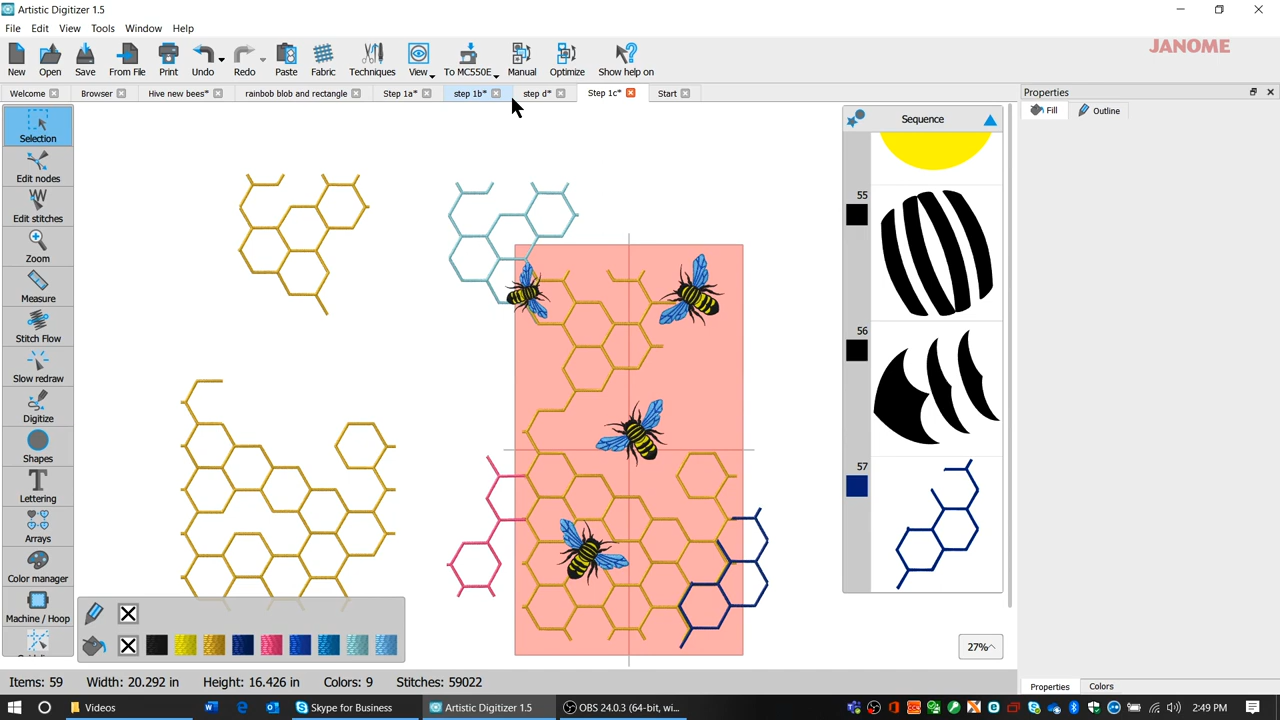 Artistic Digitizer 1.5
File Edit View Tools Window Help
JANOME
New Open Save From File Print Undo Redo Paste Fabric Techniques View To MC550E Manual Optimize Show help on
Welcome Browser Hive new bees* rainbob blob and rectangle Step 1a* step 1b* step d* Step 1c* Start
Properties
Fill Outline
Selection
Edit nodes
Edit stitches
Zoom
Measure
Stitch Flow
Slow redraw
Digitize
Shapes
Lettering
Arrays
Color manager
Machine / Hoop
Sequence
55
56
57
27%
Items: 59 Width: 20.292 in Height: 16.426 in Colors: 9 Stitches: 59022
Properties Colors
Videos Skype for Business Artistic Digitizer 1.5 OBS 24.0.3 (64-bit, wi... 2:49 PM